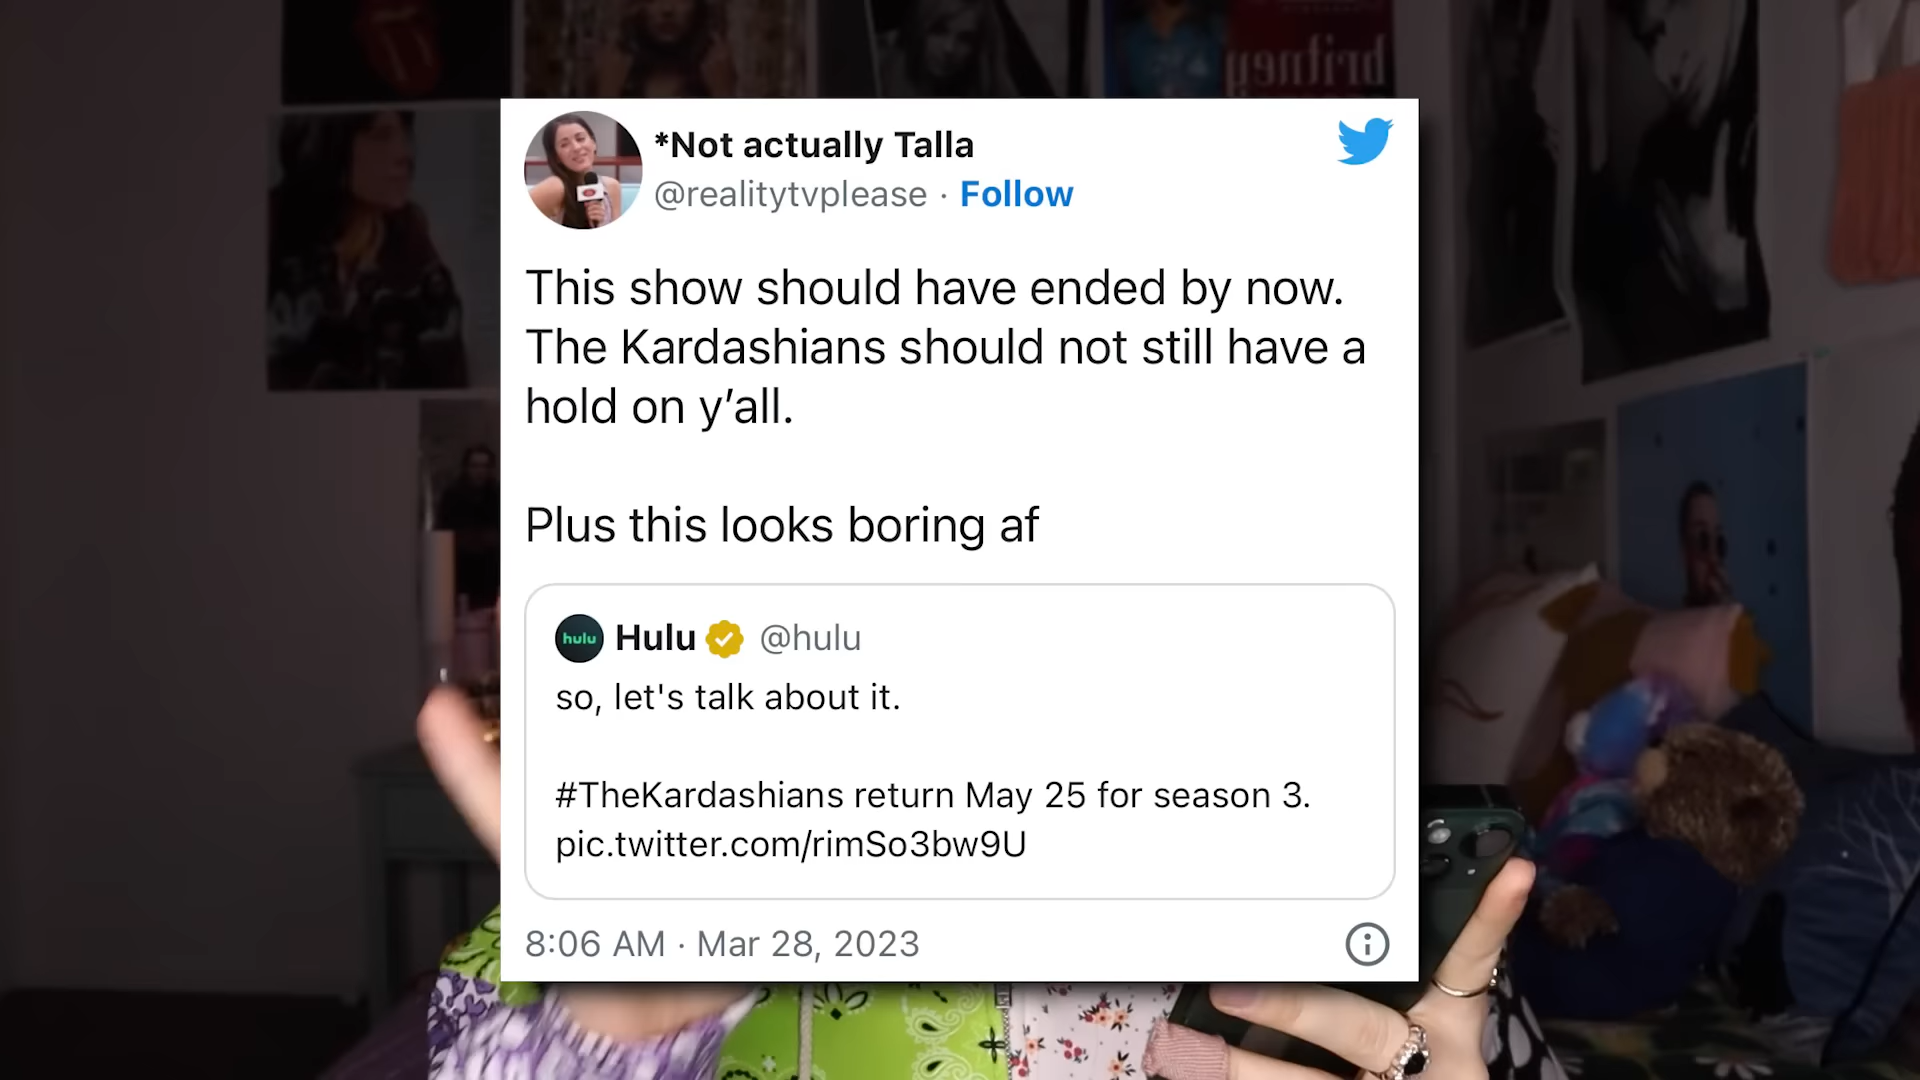 britney
*Not actually Talla
@realitytvplease · Follow
This show should have ended by now.
The Kardashians should not still have a
hold on y’all.
Plus this looks boring af
hulu
Hulu @hulu
so, let's talk about it.
#TheKardashians return May 25 for season 3.
pic.twitter.com/rimSo3bw9U
8:06 AM · Mar 28, 2023